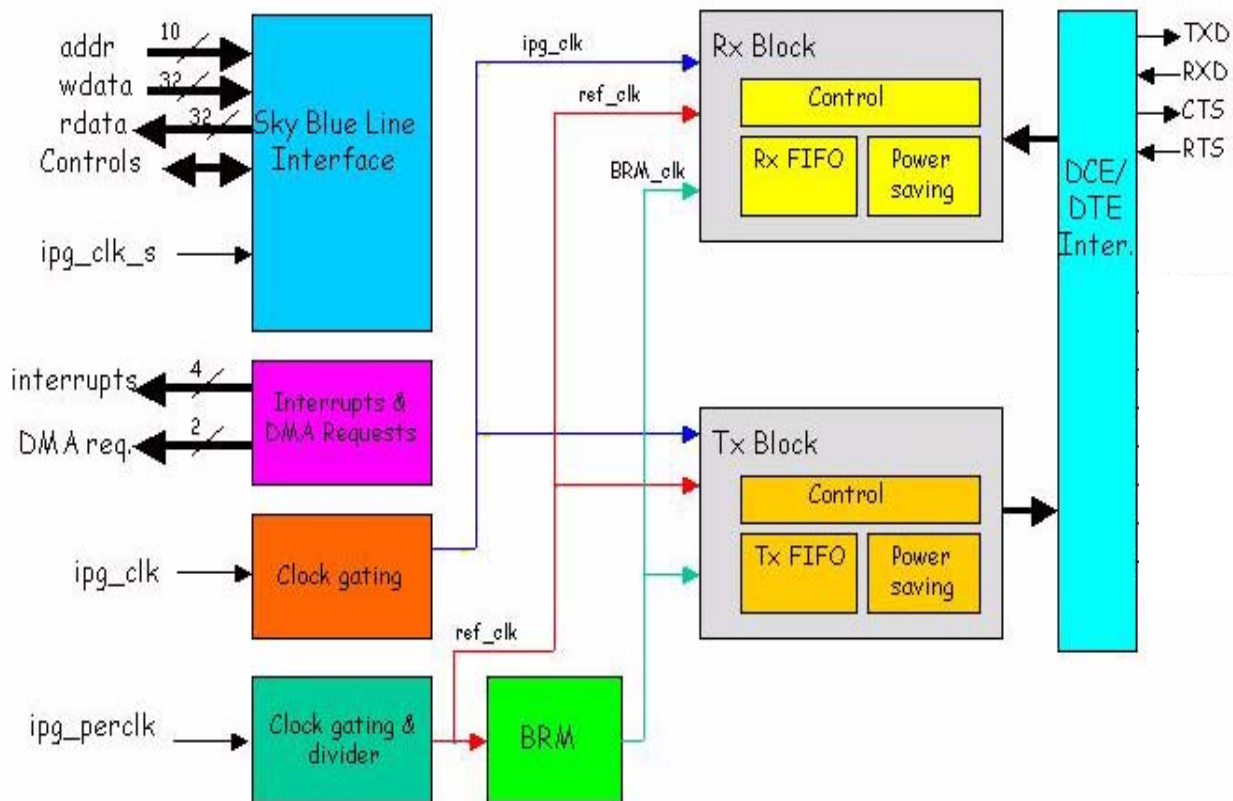 addr
10
wdata
32
rdata
32
Controls
ipg_clk_s
Sky Blue Line
Interface
interrupts
4
DMA req.
2
Interrupts &
DMA Requests
ipg_clk
Clock gating
ipg_perclk
Clock gating &
divider
ref_clk
BRM
ipg_clk
ref_clk
BRM_clk
Rx Block
Control
Rx FIFO
Power
saving
Tx Block
Control
Tx FIFO
Power
saving
DCE/
DTE
Inter.
TXD
RXD
CTS
RTS